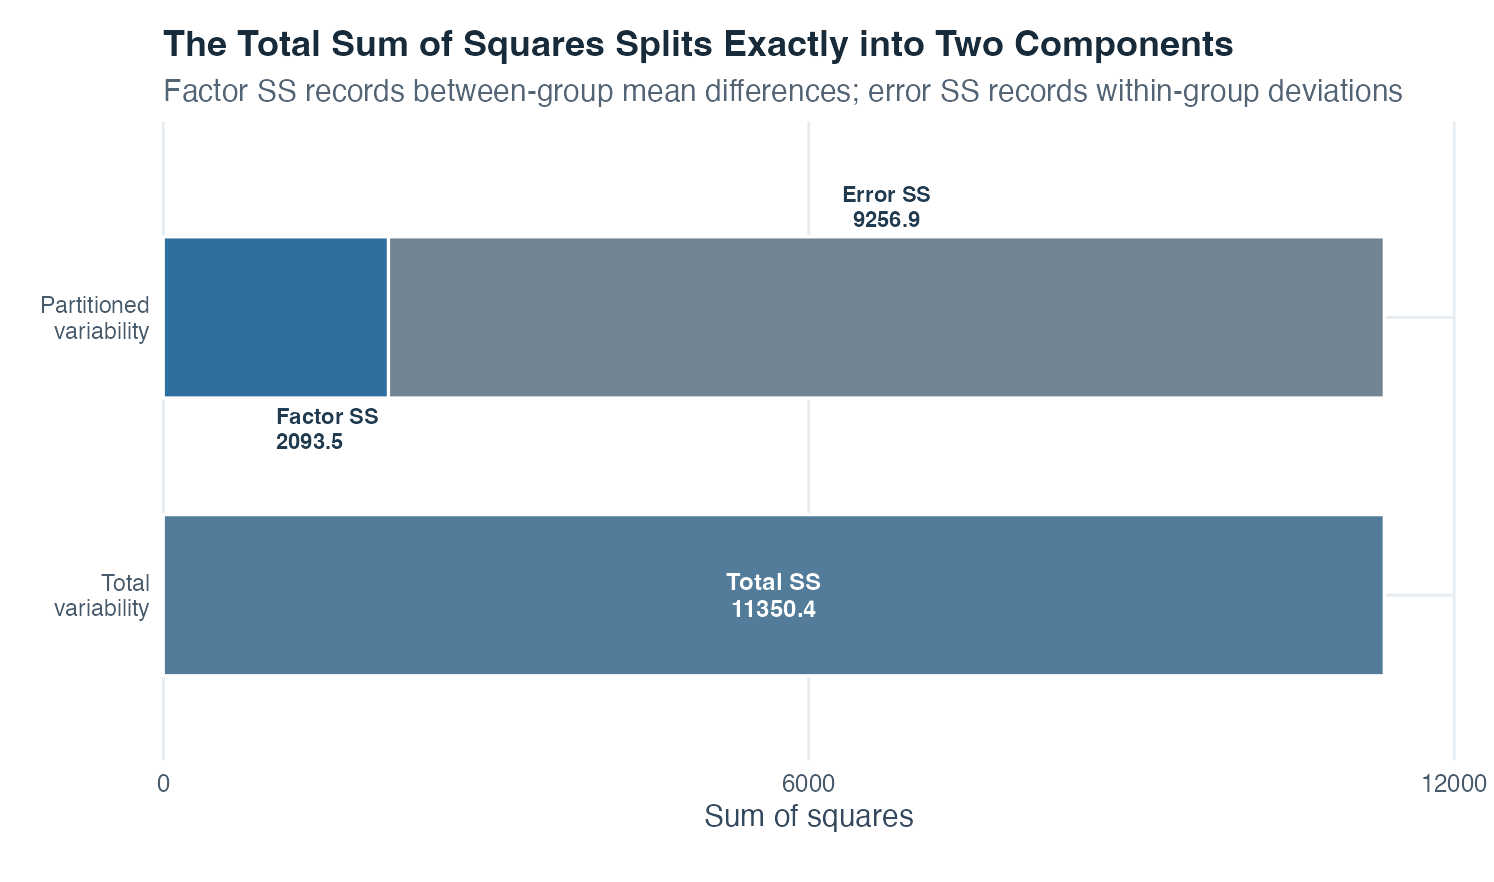 The Total Sum of Squares Splits Exactly into Two Components
Factor SS records between-group mean differences; error SS records within-group deviations
Error SS
9256.9
Partitioned
variability
Factor SS
2093.5
Total
variability
Total SS
11350.4
0
6000
12000
Sum of squares